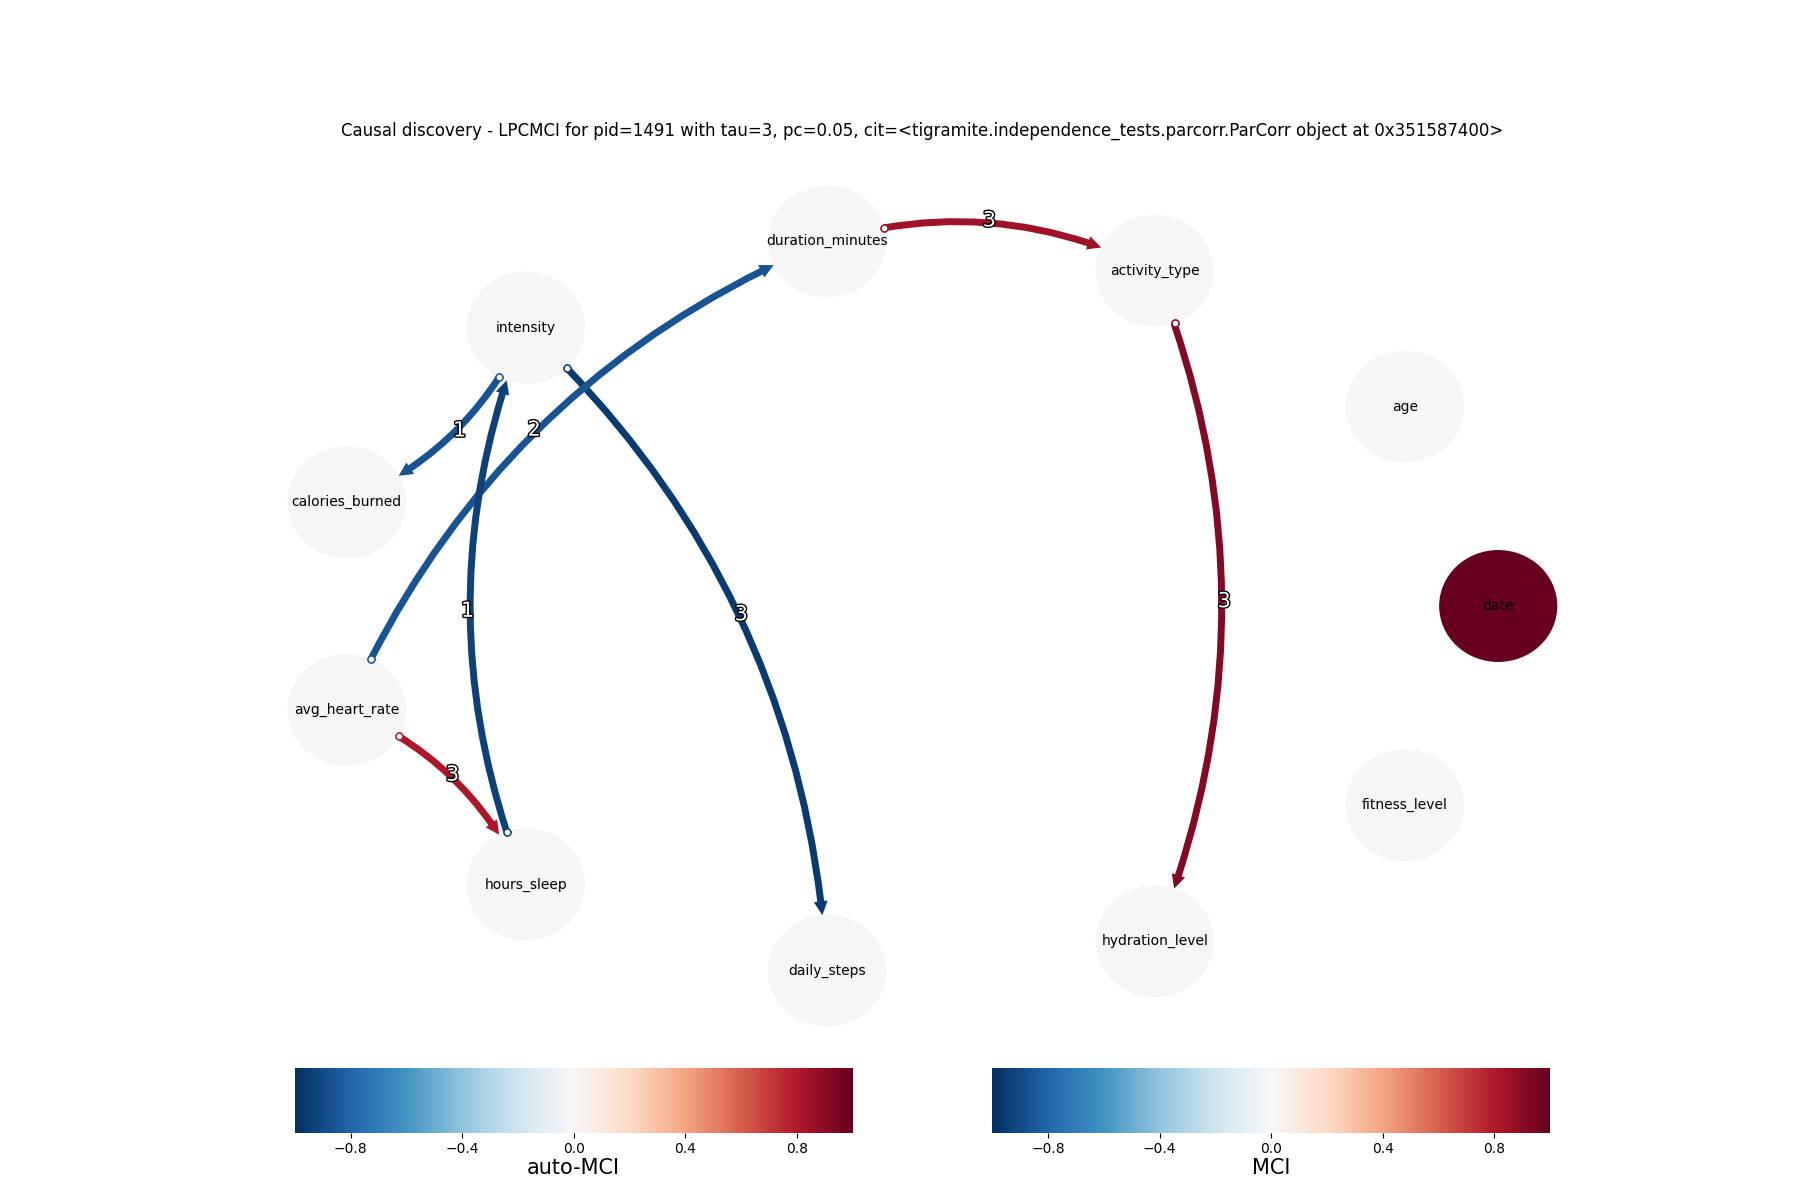 Causal discovery - LPCMCI for pid=1491 with tau=3, pc=0.05, cit=<tigramite.independence_tests.parcorr.ParCorr object at 0x351587400>
duration_minutes
3
activity_type
intensity
age
1
2
calories_burned
date
1
3
3
avg_heart_rate
3
fitness_level
hours_sleep
hydration_level
daily_steps
−0.8 −0.4 0.0 0.4 0.8
auto-MCI
−0.8 −0.4 0.0 0.4 0.8
MCI